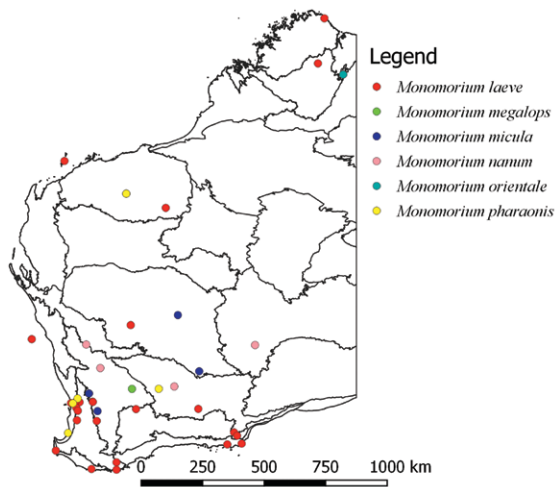 Legend
Monomorium laeve
Monomorium megalops
Monomorium micula
Monomorium nanum
Monomorium orientale
Monomorium pharaonis
0 250 500 750 1000 km